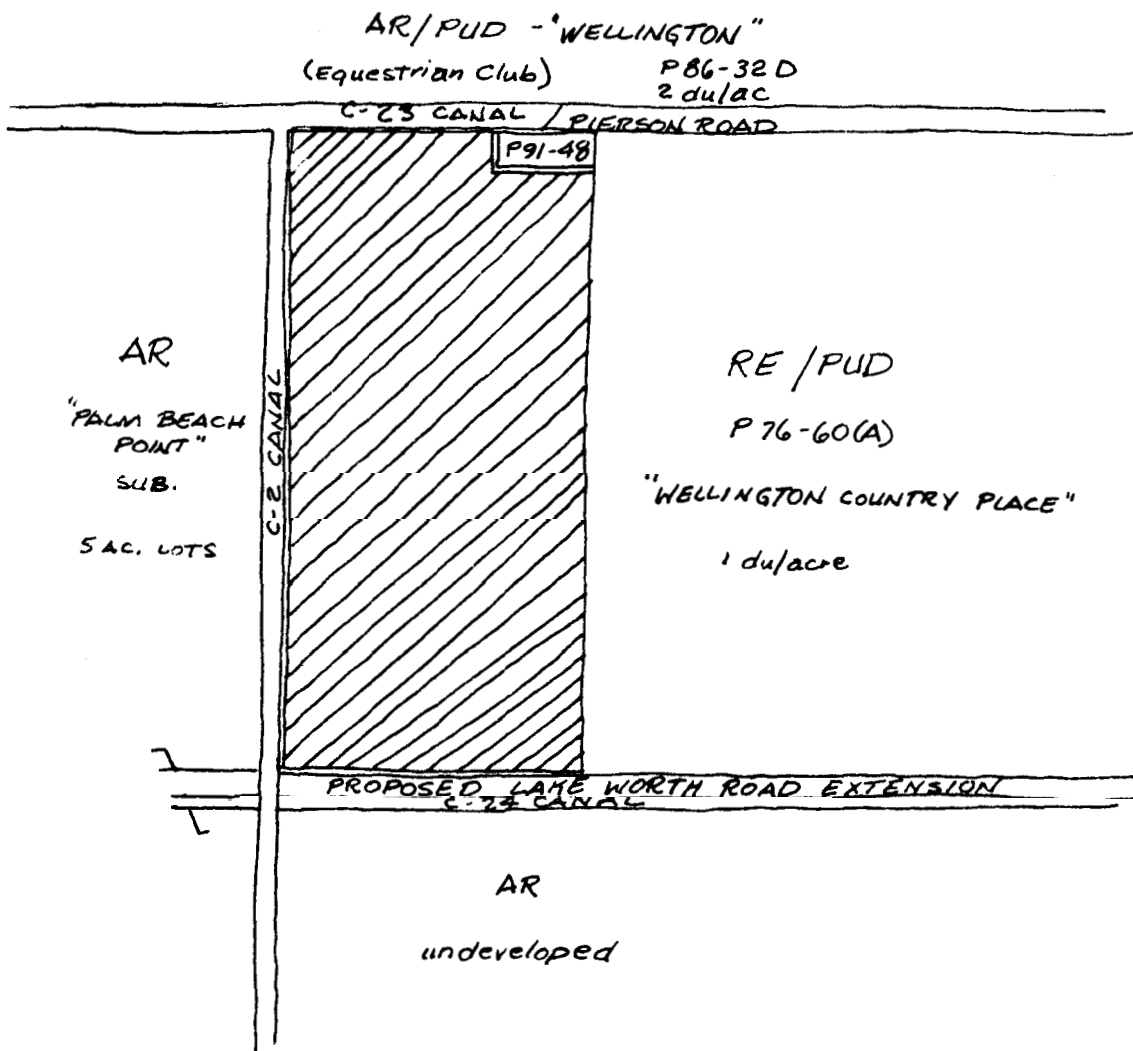 AR/PUD - "WELLINGTON"
(Equestrian Club) P86-32D
2 du/ac
C-23 CANAL / PIERSON ROAD
P91-48
AR
"PALM BEACH
POINT"
SUB.
5 AC. LOTS
C-2 CANAL
RE/PUD
P76-60(A)
"WELLINGTON COUNTRY PLACE"
1 du/acre
PROPOSED LAKE WORTH ROAD EXTENSION
C-24 CANAL
AR
undeveloped